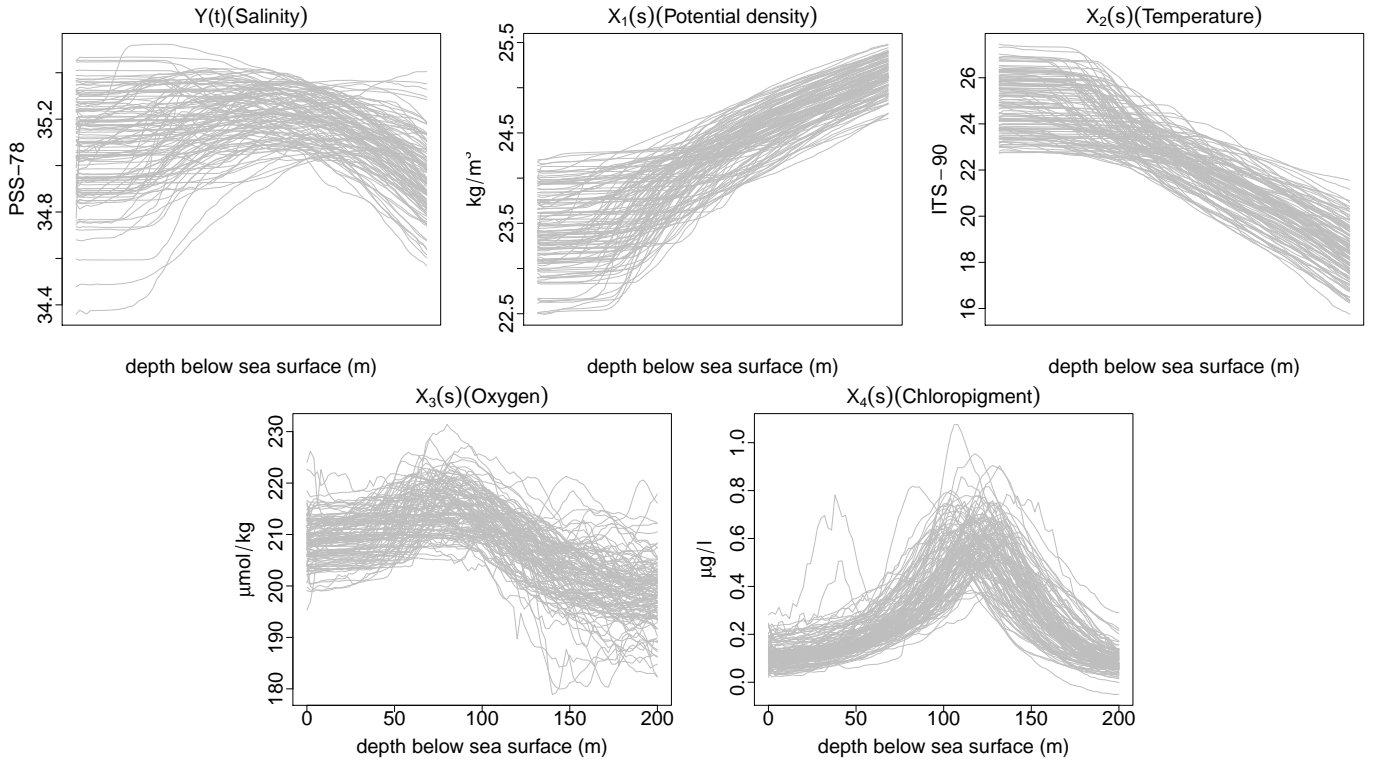 Y(t)(Salinity)
PSS−78
34.4
34.8
35.2
depth below sea surface (m)
X₁(s)(Potential density)
kg/m³
22.5
23.5
24.5
25.5
depth below sea surface (m)
X₂(s)(Temperature)
ITS−90
16
18
20
22
24
26
depth below sea surface (m)
X₃(s)(Oxygen)
μmol/kg
180
190
200
210
220
230
0 50 100 150 200
depth below sea surface (m)
X₄(s)(Chloropigment)
μg/l
0.0
0.2
0.4
0.6
0.8
1.0
0 50 100 150 200
depth below sea surface (m)